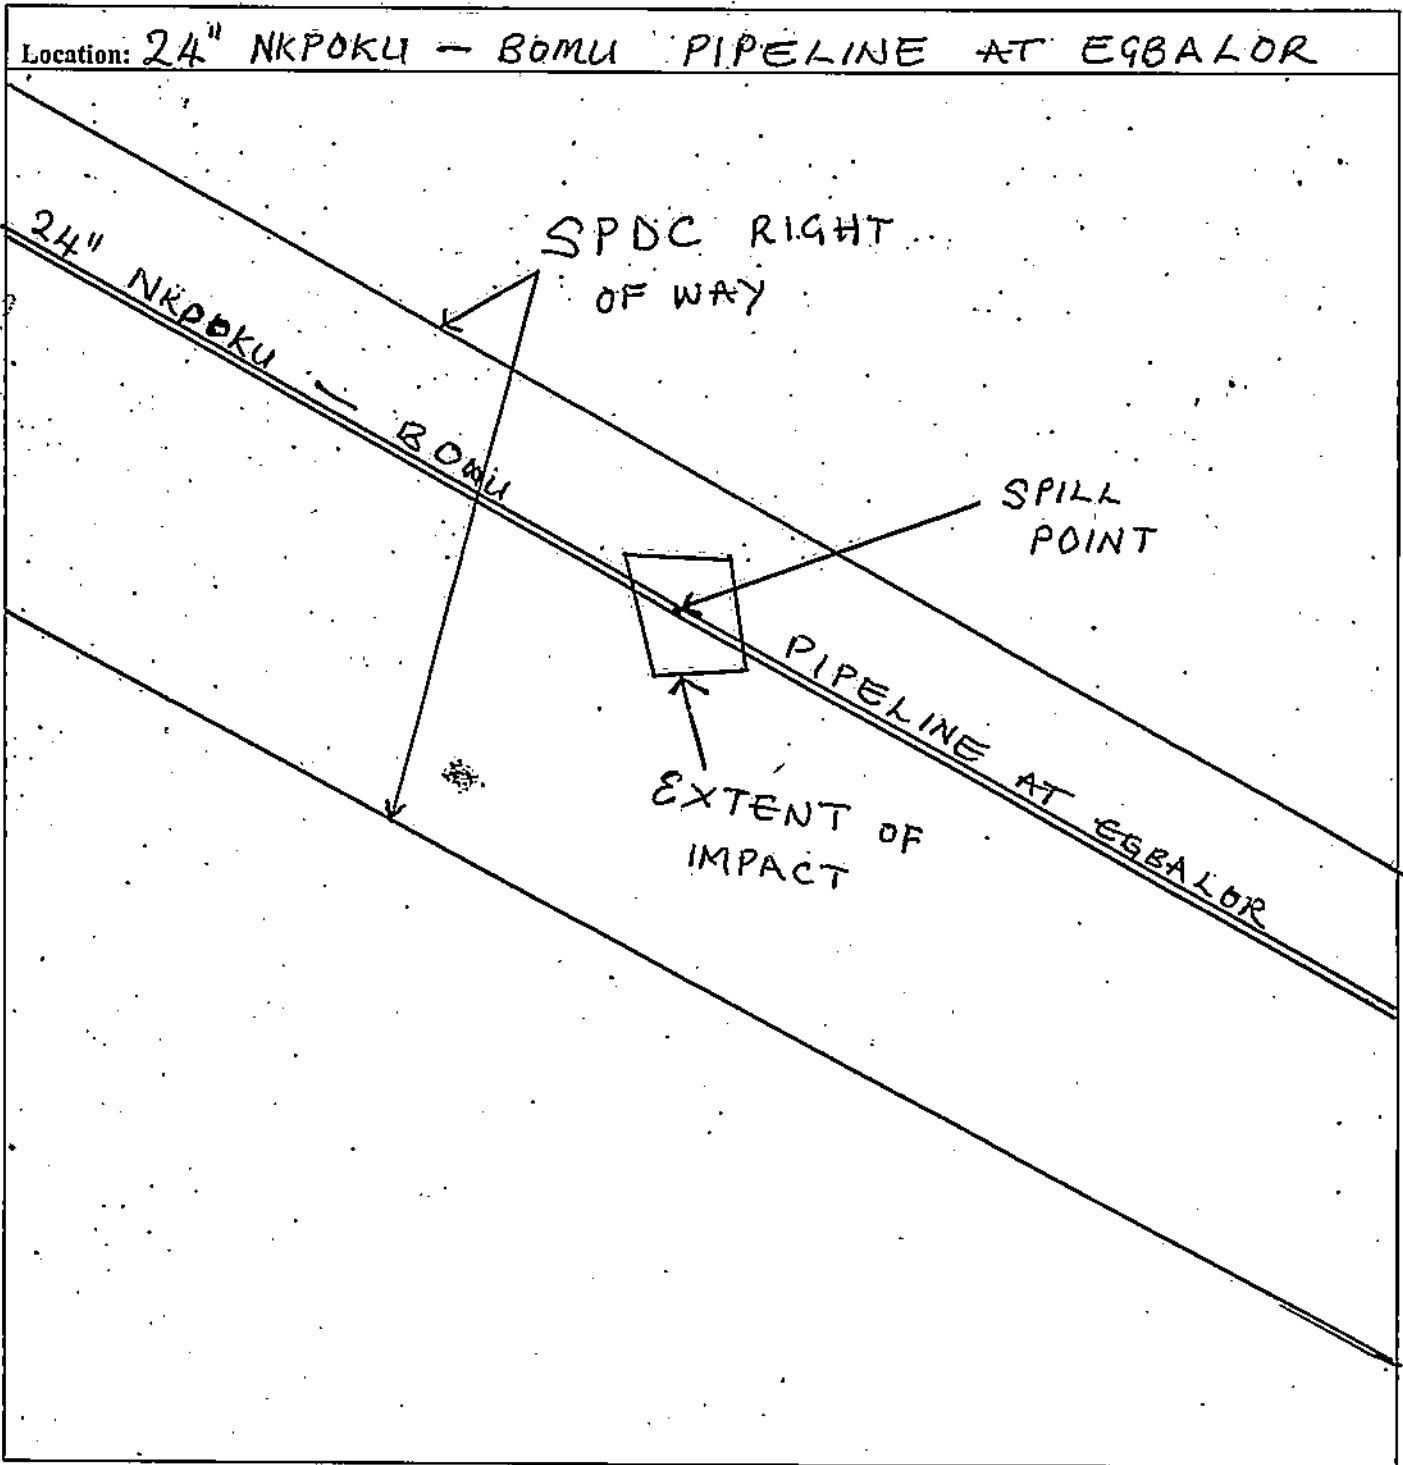 Location: 24" NKPOKU - BOMU PIPELINE AT EGBALOR
SPDC RIGHT
OF WAY
24" NKPOKU - BOMU PIPELINE AT EGBALOR
SPILL
POINT
EXTENT OF
IMPACT